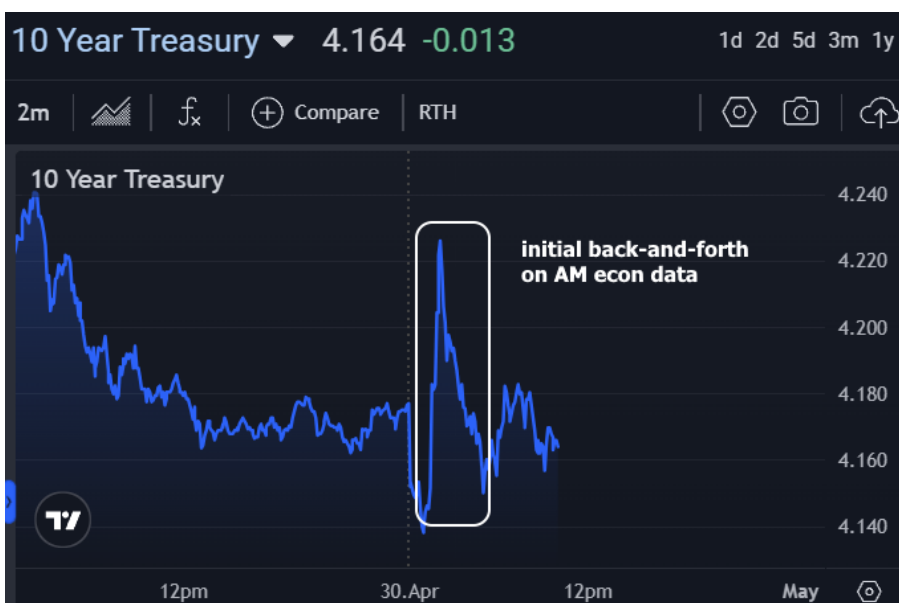 10 Year Treasury 4.164 -0.013 1d 2d 5d 3m 1y
2m fx Compare RTH
10 Year Treasury
4.240
initial back-and-forth
on AM econ data
4.220
4.200
4.180
4.160
4.140
12pm 30.Apr 12pm May